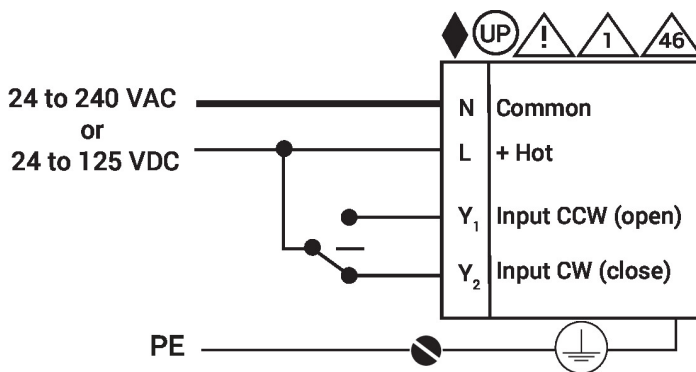 UP ! 1 46
24 to 240 VAC
or
24 to 125 VDC
N Common
L + Hot
Y₁ Input CCW (open)
Y₂ Input CW (close)
PE